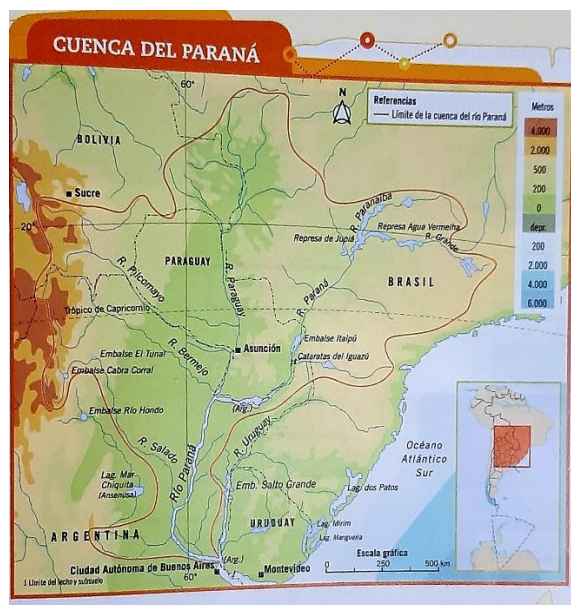 CUENCA DEL PARANÁ
60°
N
Referencias
Límite de la cuenca del río Paraná
Metros
4.000
2.000
500
200
0
depr.
200
2.000
4.000
6.000
BOLIVIA
Sucre
20°
R. Paranaíba
Represa Agua Vermelha
R. Grande
Represa de Jupiá
PARAGUAY
R. Paraguay
BRASIL
R. Pilcomayo
R. Paraná
Trópico de Capricornio
R. Bermejo
Embalse Itaipú
Asunción
Cataratas del Iguazú
Embalse El Tunal
Embalse Cabra Corral
(Arg.)
Embalse Río Hondo
R. Uruguay
R. Salado
Río Paraná
Océano
Atlántico
Sur
Lag. Mar
Chiquita
(Ansenusa)
Emb. Salto Grande
Lag. dos Patos
URUGUAY
Lag. Mirim
Lag. Mangueira
ARGENTINA
(Arg.)
Escala gráfica
0 250 500 km
Ciudad Autónoma de Buenos Aires
Montevideo
60°
Límite del lecho y subsuelo